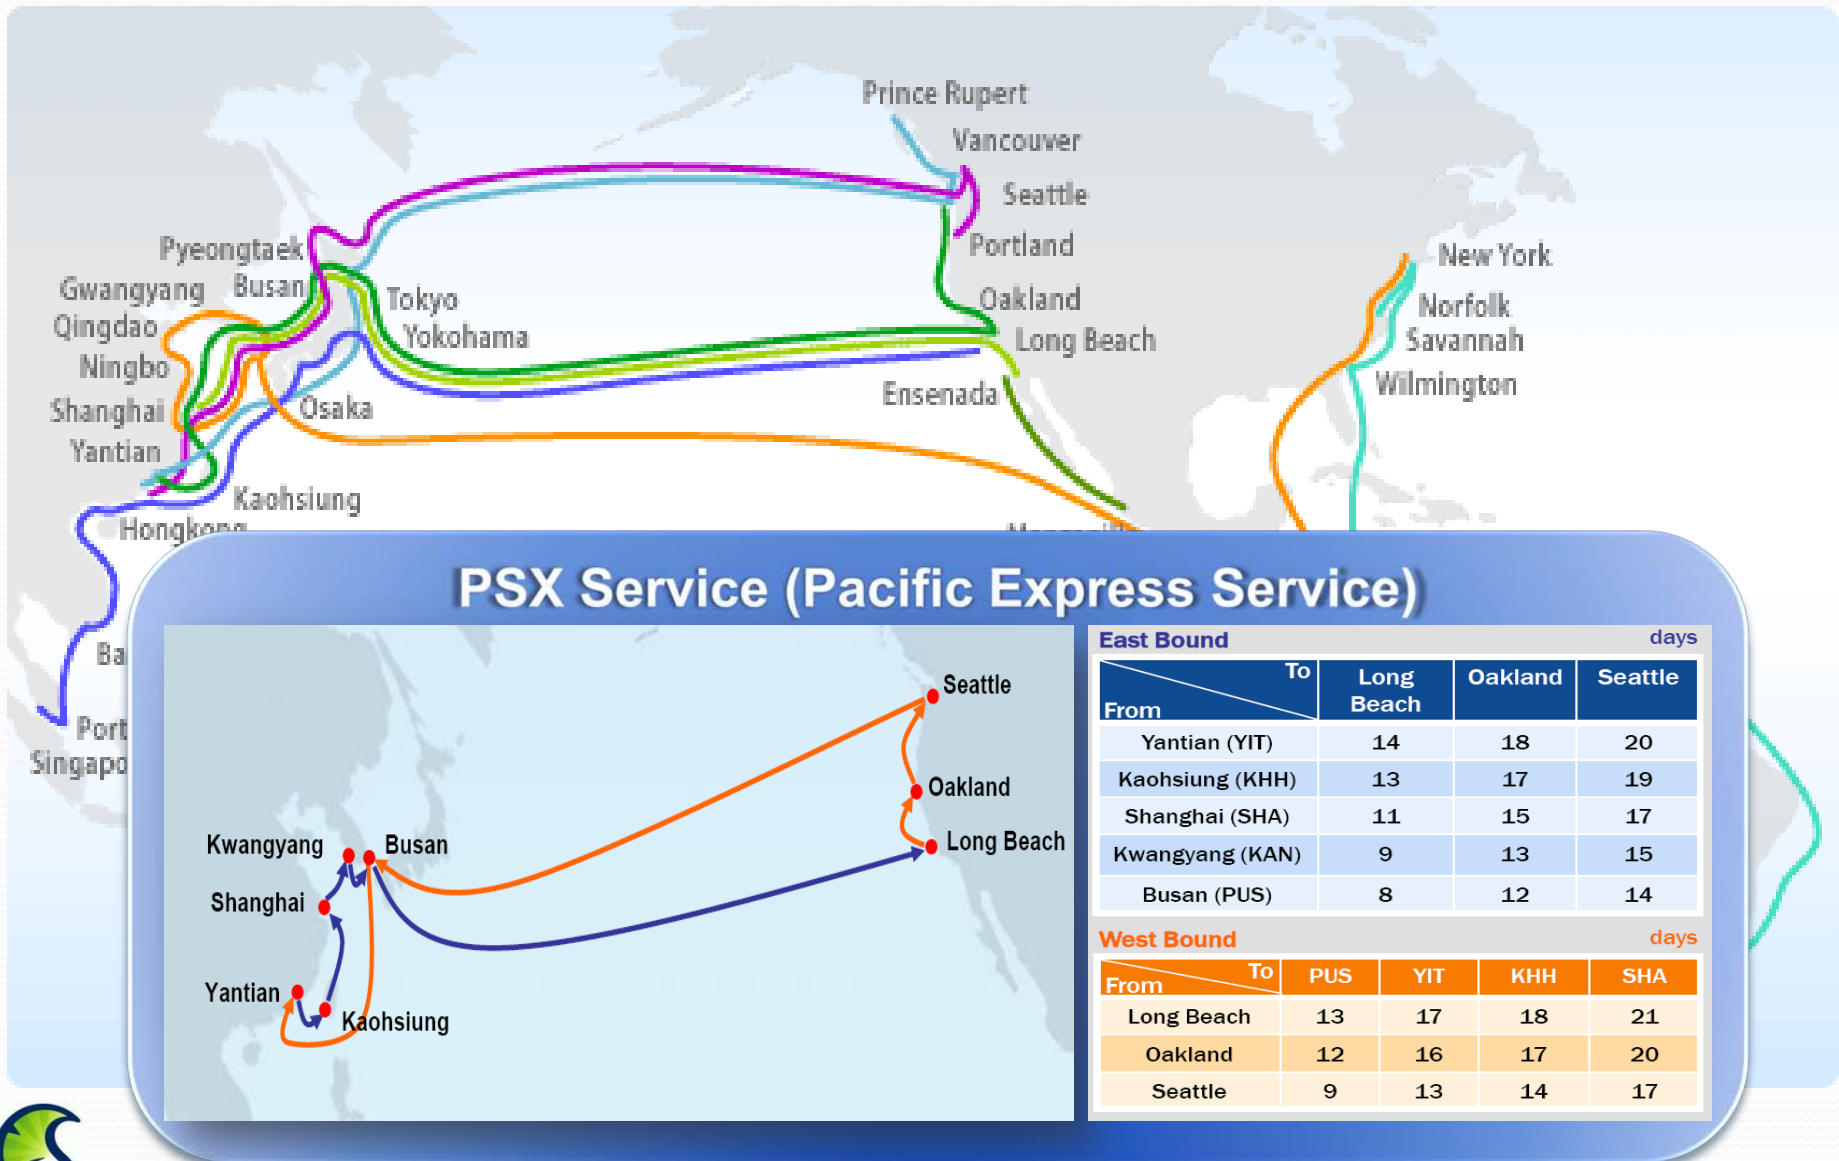 Prince Rupert
Vancouver
Seattle
Portland
Pyeongtaek
Gwangyang
Busan
Qingdao
Tokyo
Yokohama
Oakland
Long Beach
Ningbo
Shanghai
Osaka
Ensenada
Yantian
Kaohsiung
Hongkong
New York
Norfolk
Savannah
Wilmington
PSX Service (Pacific Express Service)
Seattle
Oakland
Long Beach
Kwangyang
Busan
Shanghai
Yantian
Kaohsiung
East Bound days
To
From
Long Beach Oakland Seattle
Yantian (YIT) 14 18 20
Kaohsiung (KHH) 13 17 19
Shanghai (SHA) 11 15 17
Kwangyang (KAN) 9 13 15
Busan (PUS) 8 12 14
West Bound days
To
From
PUS YIT KHH SHA
Long Beach 13 17 18 21
Oakland 12 16 17 20
Seattle 9 13 14 17